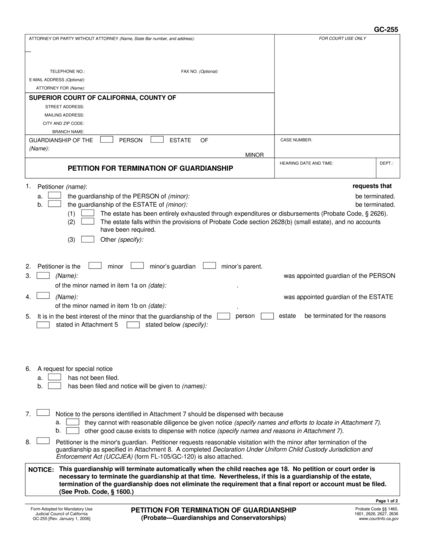 GC-255
ATTORNEY OR PARTY WITHOUT ATTORNEY (Name, State Bar number, and address):
FOR COURT USE ONLY
TELEPHONE NO.: FAX NO. (Optional):
E-MAIL ADDRESS (Optional):
ATTORNEY FOR (Name):
SUPERIOR COURT OF CALIFORNIA, COUNTY OF
STREET ADDRESS:
MAILING ADDRESS:
CITY AND ZIP CODE:
BRANCH NAME:
GUARDIANSHIP OF THE PERSON ESTATE OF
(Name):
MINOR
CASE NUMBER:
PETITION FOR TERMINATION OF GUARDIANSHIP
HEARING DATE AND TIME: DEPT.:
1. Petitioner (name): requests that
a. the guardianship of the PERSON of (minor): be terminated.
b. the guardianship of the ESTATE of (minor): be terminated.
(1) The estate has been entirely exhausted through expenditures or disbursements (Probate Code, § 2626).
(2) The estate falls within the provisions of Probate Code section 2628(b) (small estate), and no accounts
have been required.
(3) Other (specify):
2. Petitioner is the minor minor's guardian minor's parent.
3. (Name): was appointed guardian of the PERSON
of the minor named in item 1a on (date): .
4. (Name): was appointed guardian of the ESTATE
of the minor named in item 1b on (date): .
5. It is in the best interest of the minor that the guardianship of the person estate be terminated for the reasons
stated in Attachment 5 stated below (specify):
6. A request for special notice
a. has not been filed.
b. has been filed and notice will be given to (names):
7. Notice to the persons identified in Attachment 7 should be dispensed with because
a. they cannot with reasonable diligence be given notice (specify names and efforts to locate in Attachment 7).
b. other good cause exists to dispense with notice (specify names and reasons in Attachment 7).
8. Petitioner is the minor's guardian. Petitioner requests reasonable visitation with the minor after termination of the
guardianship as specified in Attachment 8. A completed Declaration Under Uniform Child Custody Jurisdiction and
Enforcement Act (UCCJEA) (form FL-105/GC-120) is also attached.
NOTICE: This guardianship will terminate automatically when the child reaches age 18. No petition or court order is
necessary to terminate the guardianship at that time. Nevertheless, if this is a guardianship of the estate,
termination of the guardianship does not eliminate the requirement that a final report or account must be filed.
(See Prob. Code, § 1600.)
Page 1 of 2
Form Adopted for Mandatory Use
Judicial Council of California
GC-255 [Rev. January 1, 2006]
PETITION FOR TERMINATION OF GUARDIANSHIP
(Probate—Guardianships and Conservatorships)
Probate Code §§ 1460,
1601, 2626, 2627, 2636
www.courtinfo.ca.gov